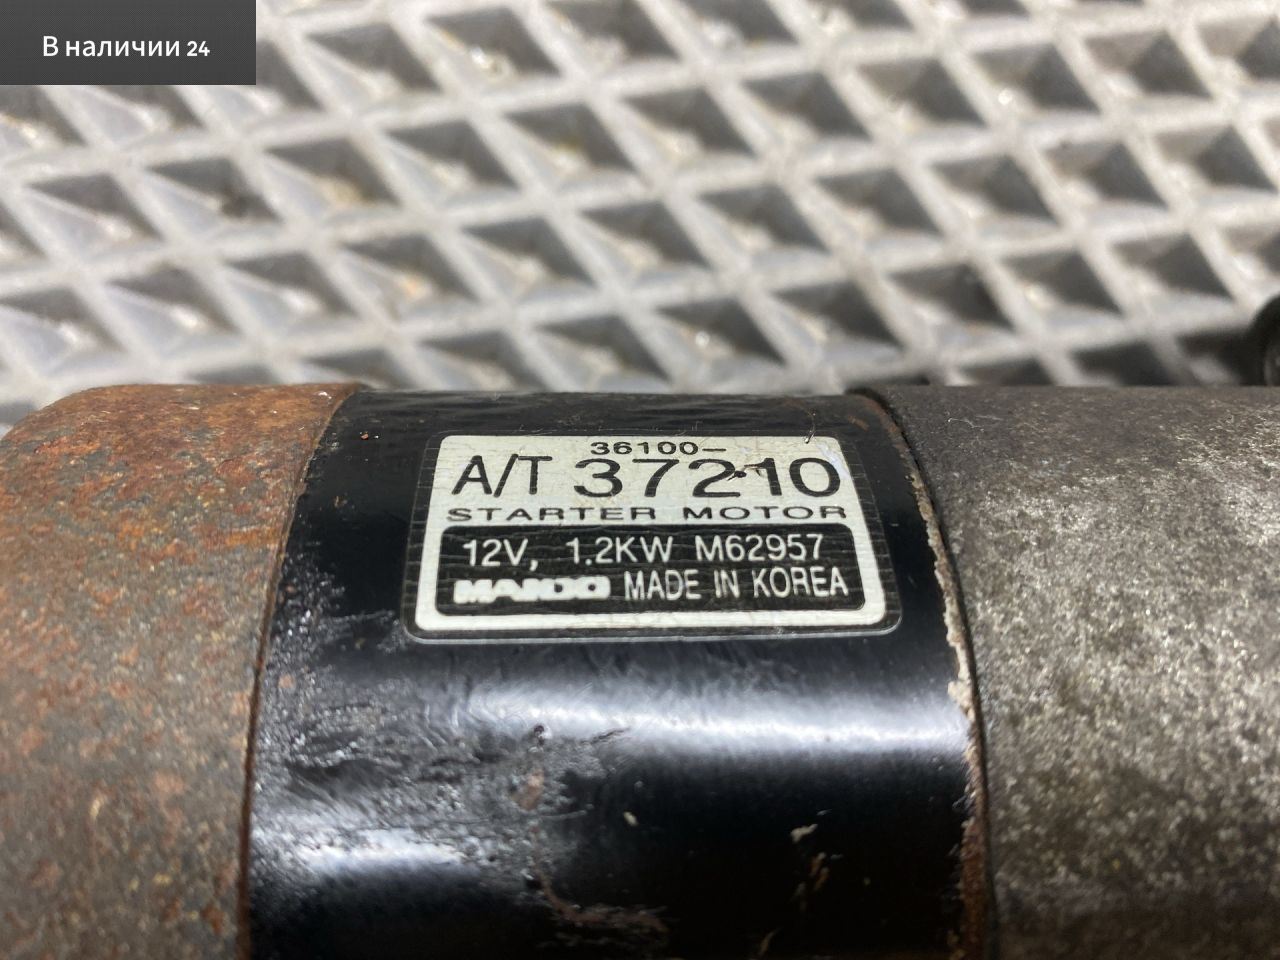 В наличии 24
36100-
A/T 37210
STARTER MOTOR
12V, 1.2KW M62957
MANDO MADE IN KOREA